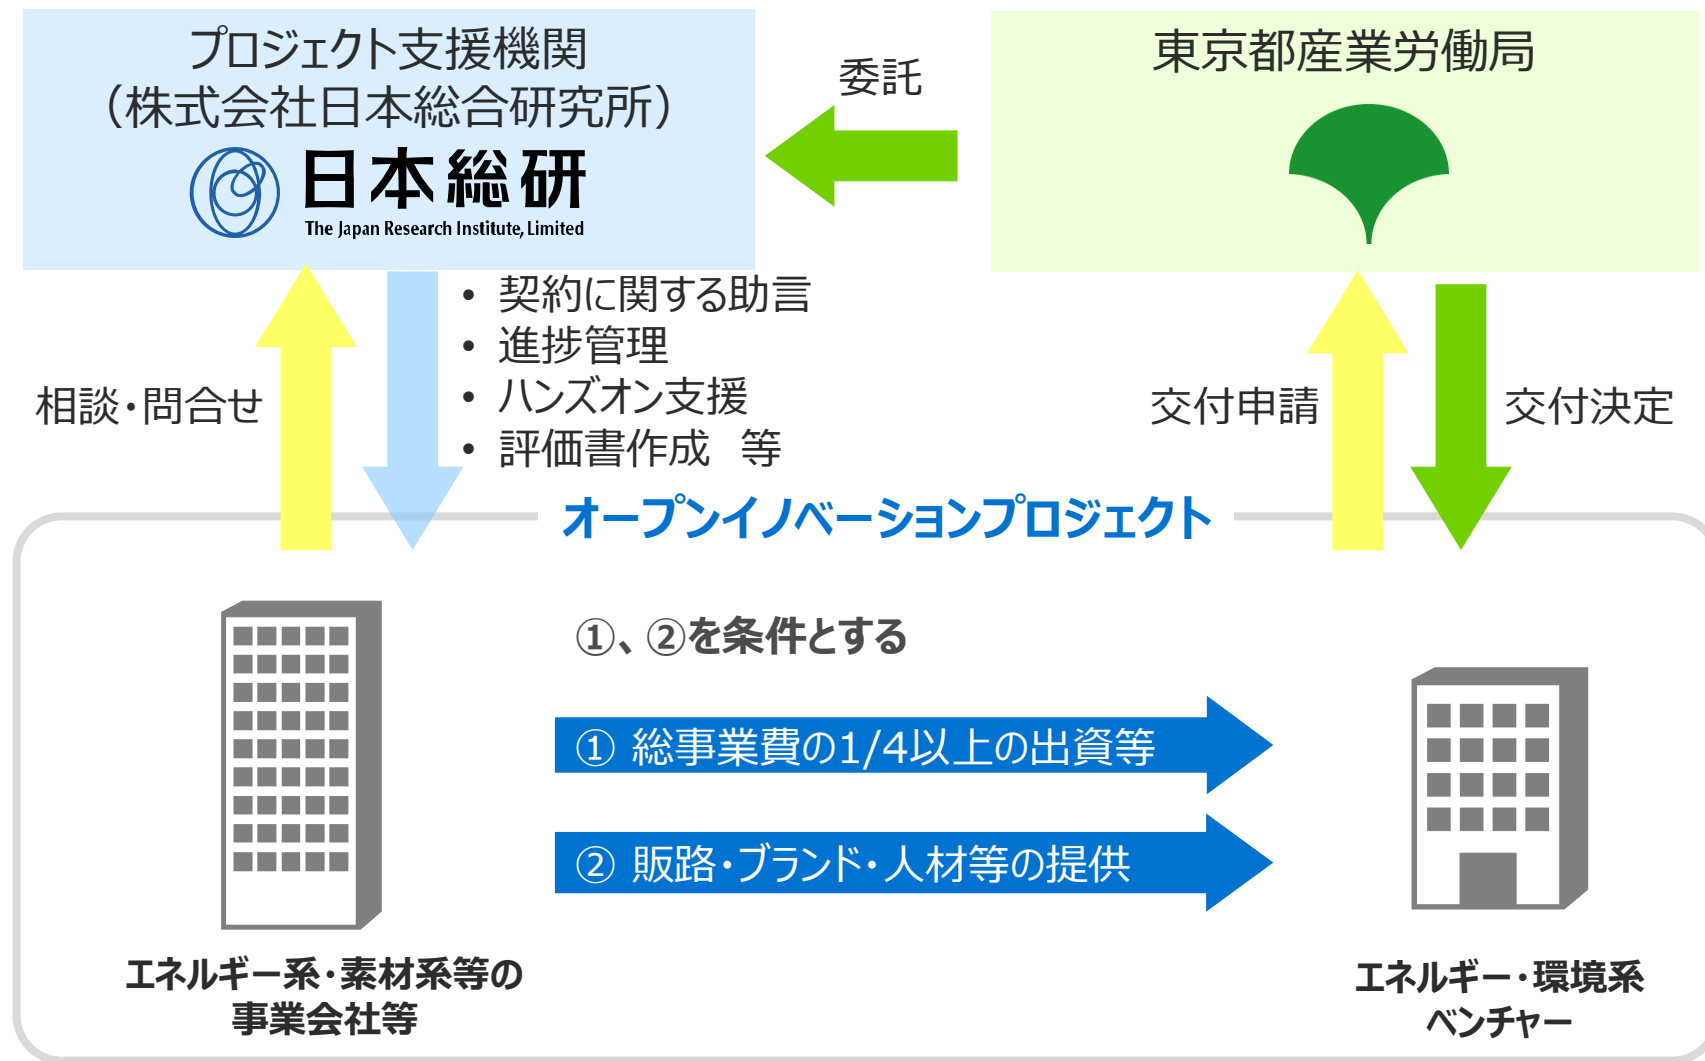 プロジェクト支援機関
（株式会社日本総合研究所）
日本総研
The Japan Research Institute, Limited
委託
東京都産業労働局
相談・問合せ
• 契約に関する助言
• 進捗管理
• ハンズオン支援
• 評価書作成　等
交付申請
交付決定
オープンイノベーションプロジェクト
①、②を条件とする
① 総事業費の1/4以上の出資等
② 販路・ブランド・人材等の提供
エネルギー系・素材系等の
事業会社等
エネルギー・環境系
ベンチャー